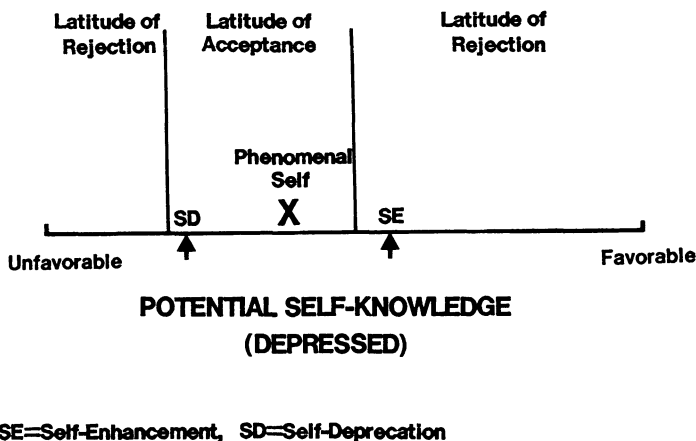 Latitude of
Rejection
Latitude of
Acceptance
Latitude of
Rejection
Phenomenal
Self
SD
X
SE
Unfavorable
Favorable
POTENTIAL SELF-KNOWLEDGE
(DEPRESSED)
SE=Self-Enhancement, SD=Self-Deprecation